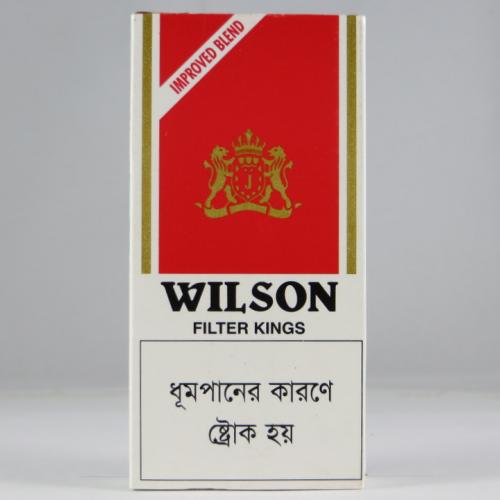 IMPROVED BLEND
J
WILSON
FILTER KINGS
ধূমপানের কারণে
ষ্ট্রোক হয়